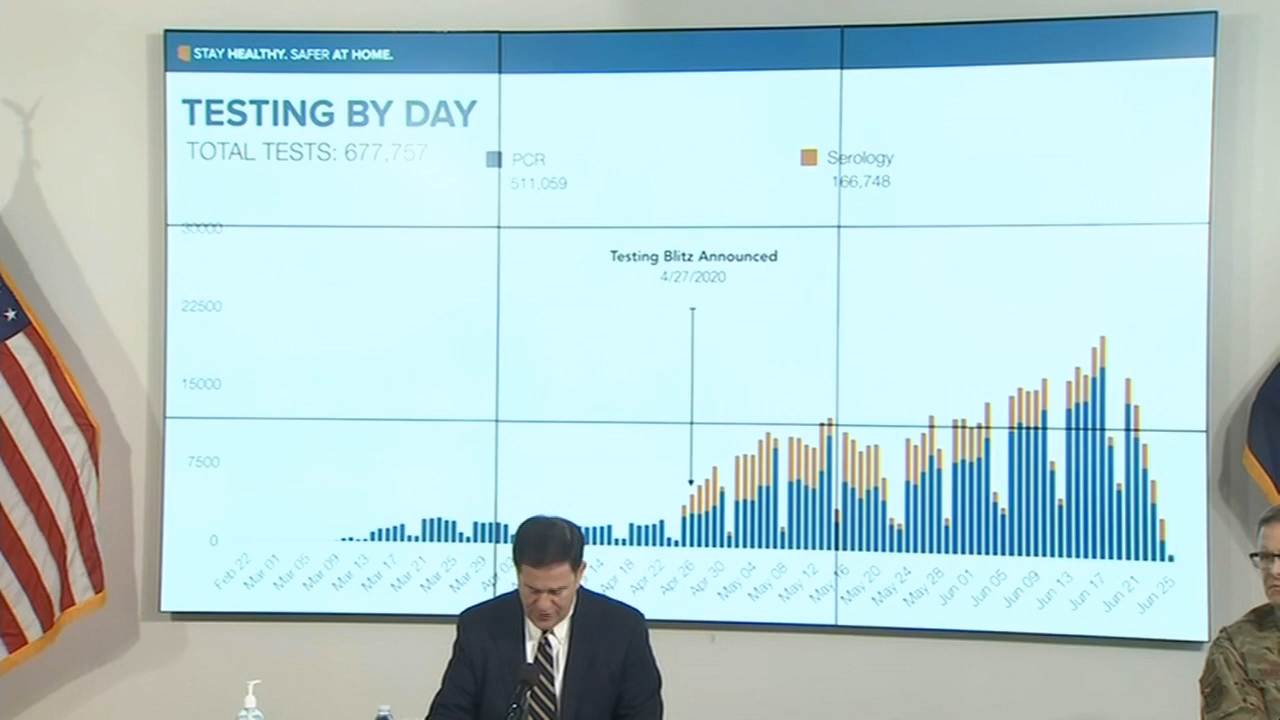 STAY HEALTHY. SAFER AT HOME.
TESTING BY DAY
TOTAL TESTS: 677,757
PCR
511,059
Serology
166,748
Testing Blitz Announced
4/27/2020
30000
22500
15000
7500
0
Feb 22 Mar 01 Mar 05 Mar 09 Mar 13 Mar 17 Mar 21 Mar 25 Mar 29 Apr 18 Apr 22 Apr 26 Apr 30 May 04 May 08 May 12 May 16 May 20 May 24 May 28 Jun 01 Jun 05 Jun 09 Jun 13 Jun 17 Jun 21 Jun 25